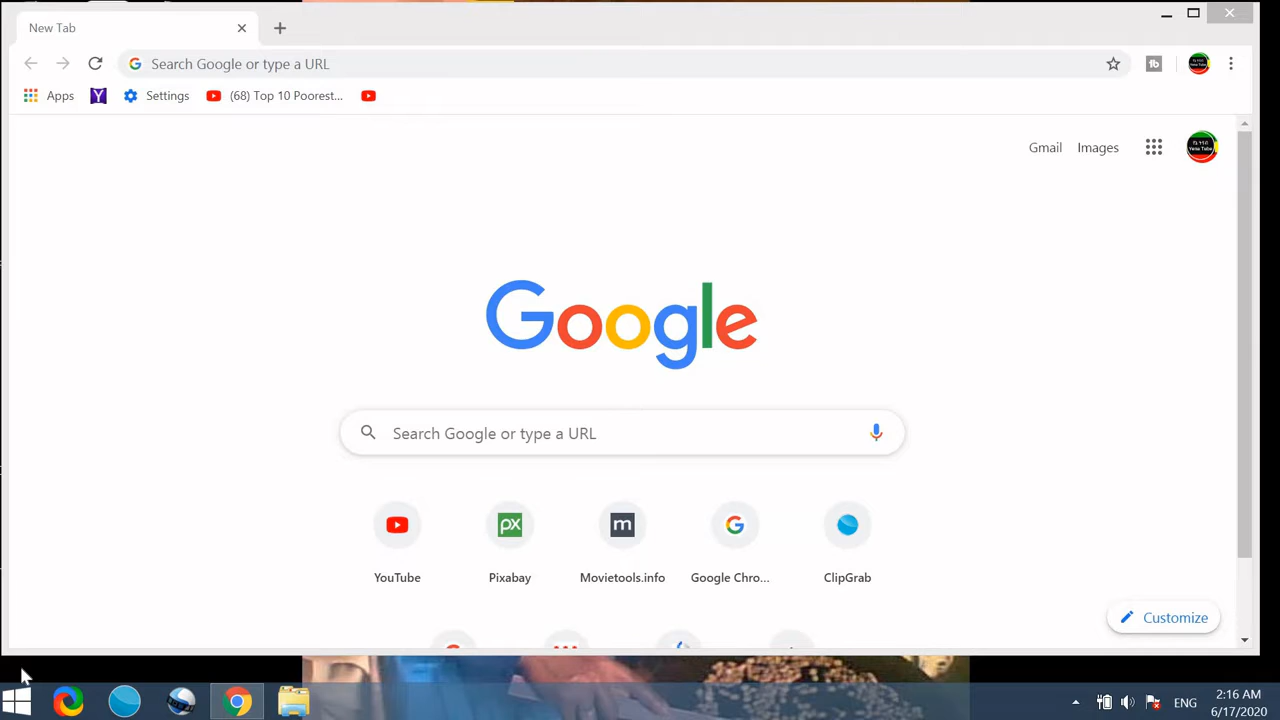 New Tab
Search Google or type a URL
Apps Settings (68) Top 10 Poorest...
Gmail Images
Google
Search Google or type a URL
YouTube Pixabay Movietools.info Google Chro... ClipGrab
Customize
ENG
2:16 AM
6/17/2020